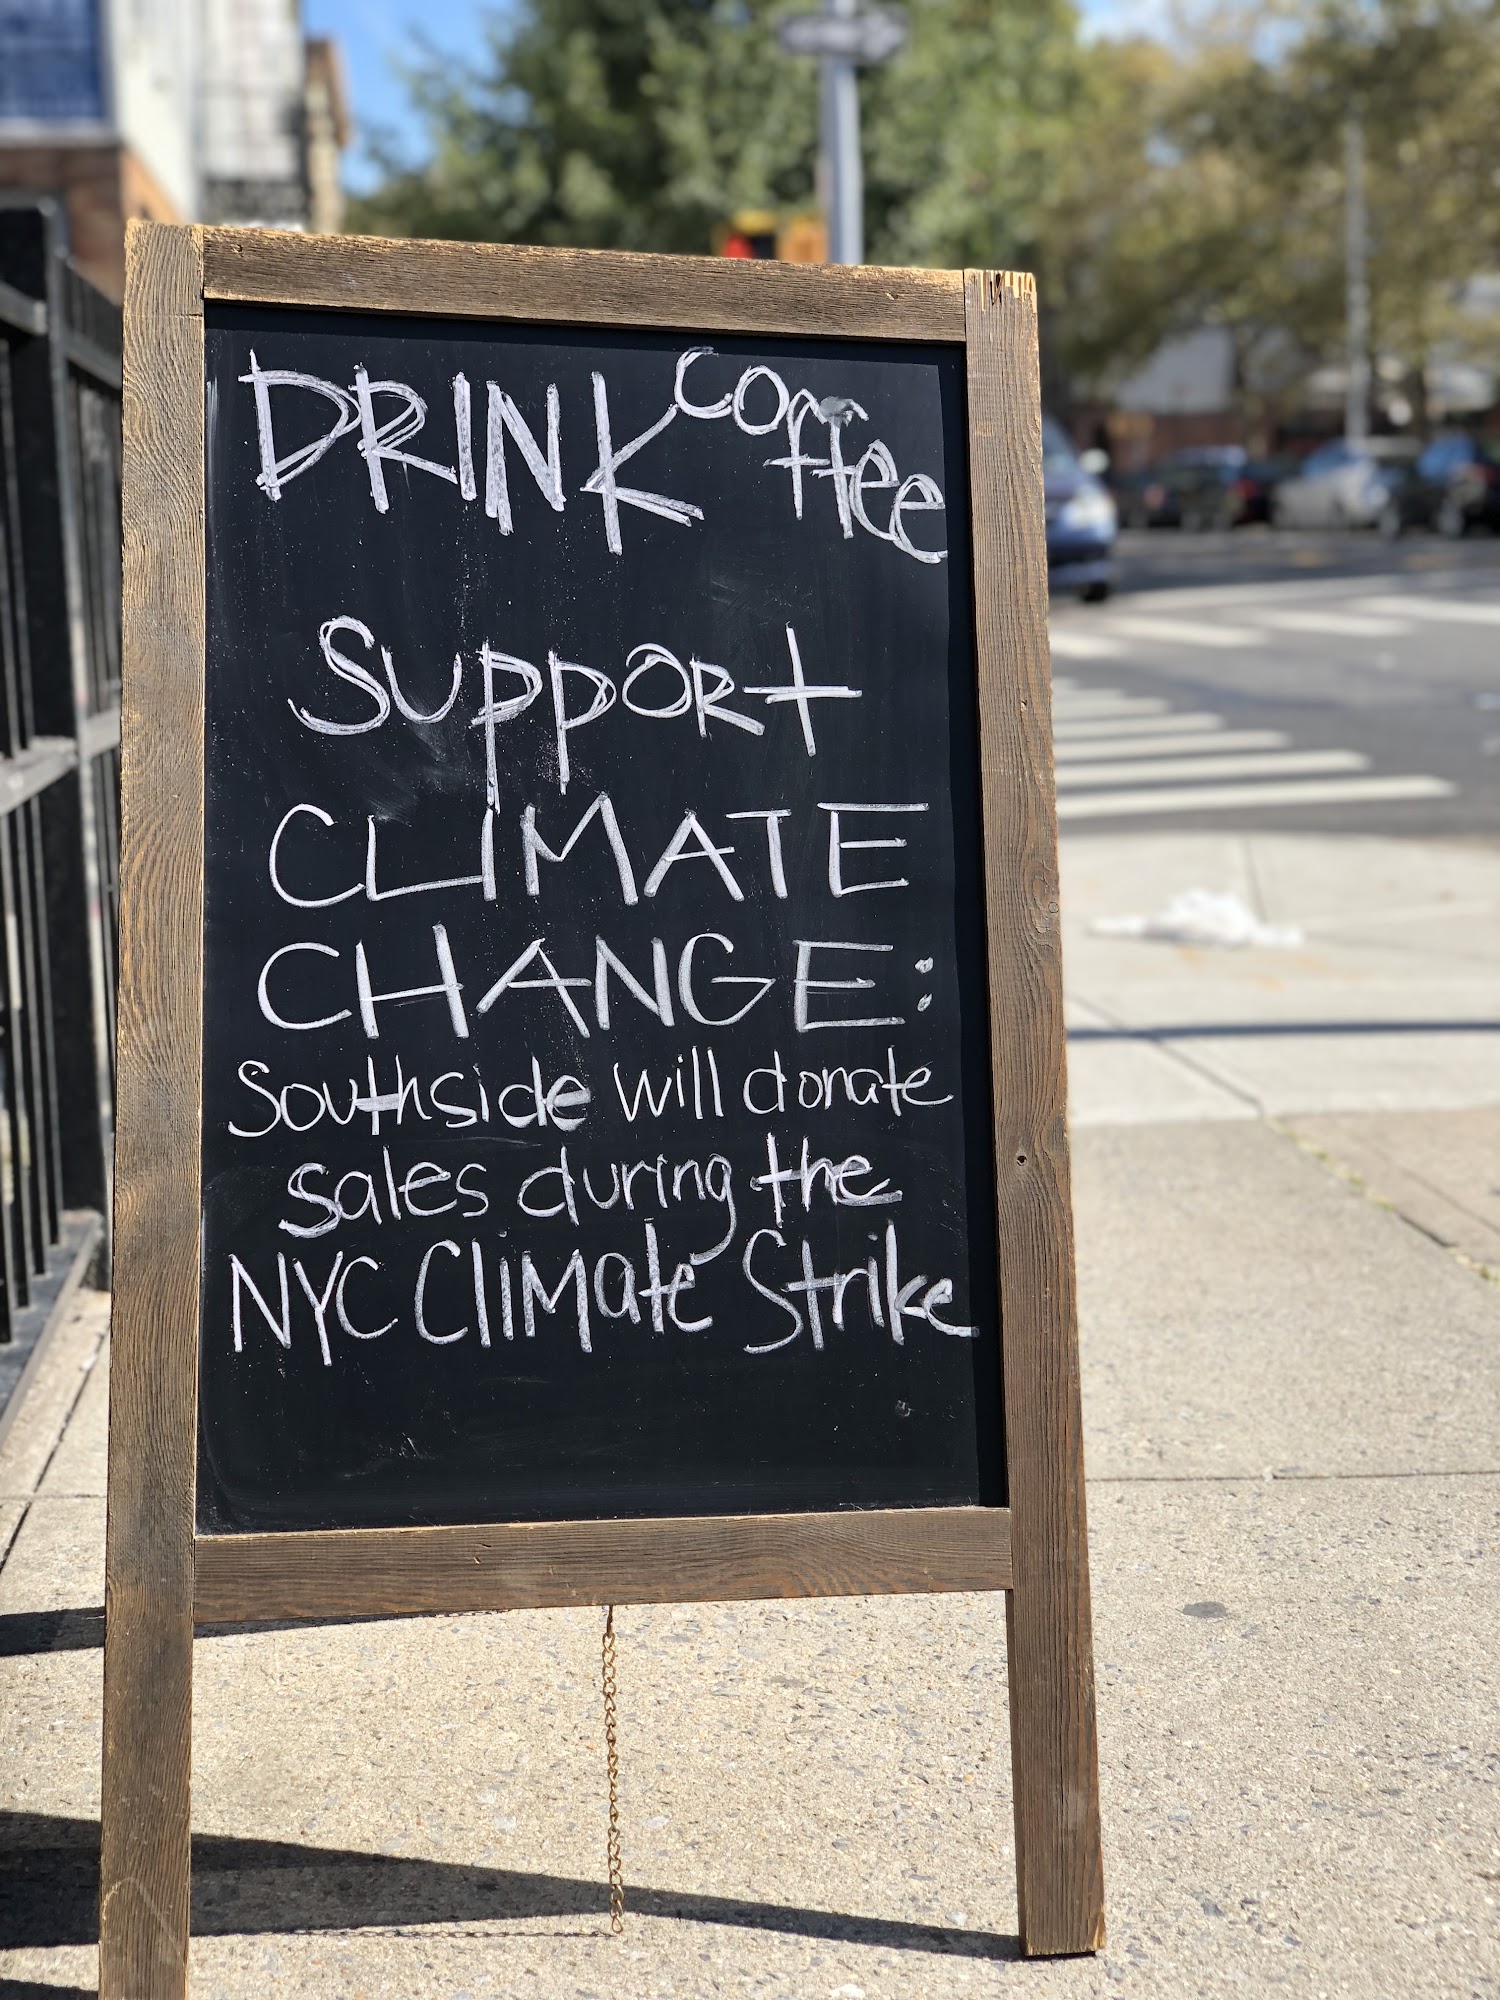 DRINK coffee
Support
CLIMATE
CHANGE:
Southside will donate
sales during the
NYC Climate Strike